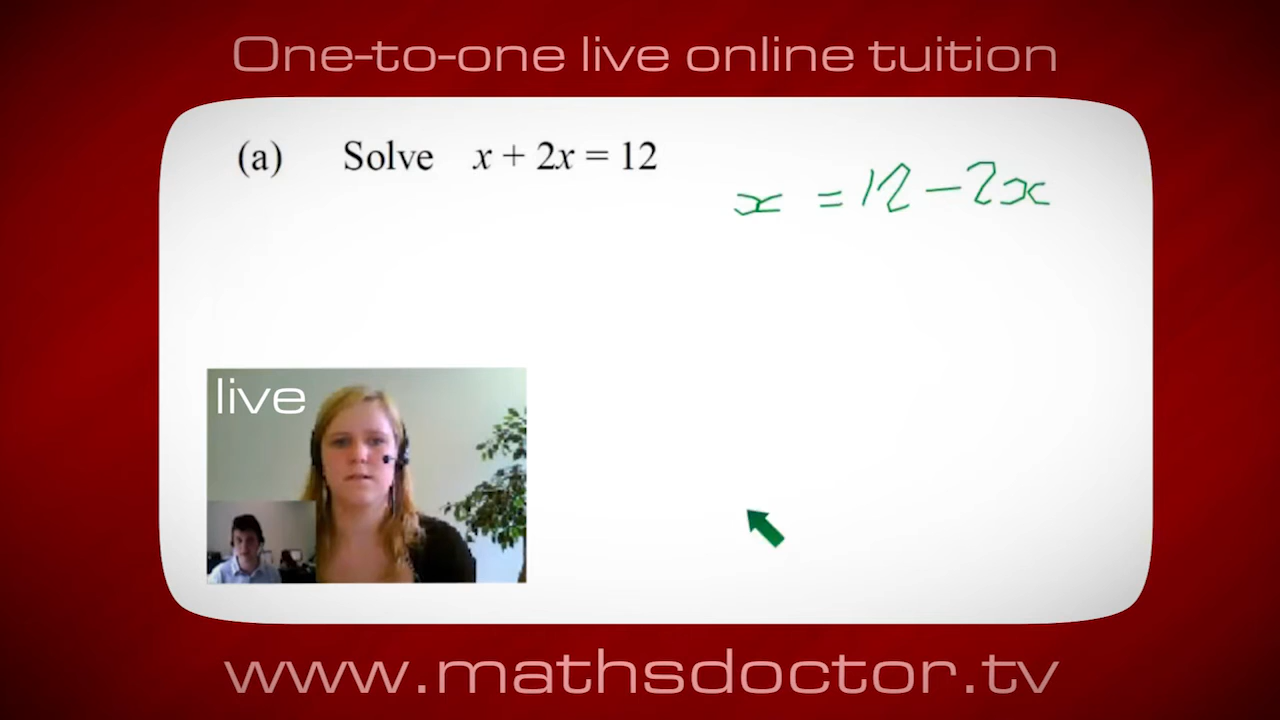 One-to-one live online tuition
(a) Solve x + 2x = 12
x = 12 - 2x
live
www.mathsdoctor.tv